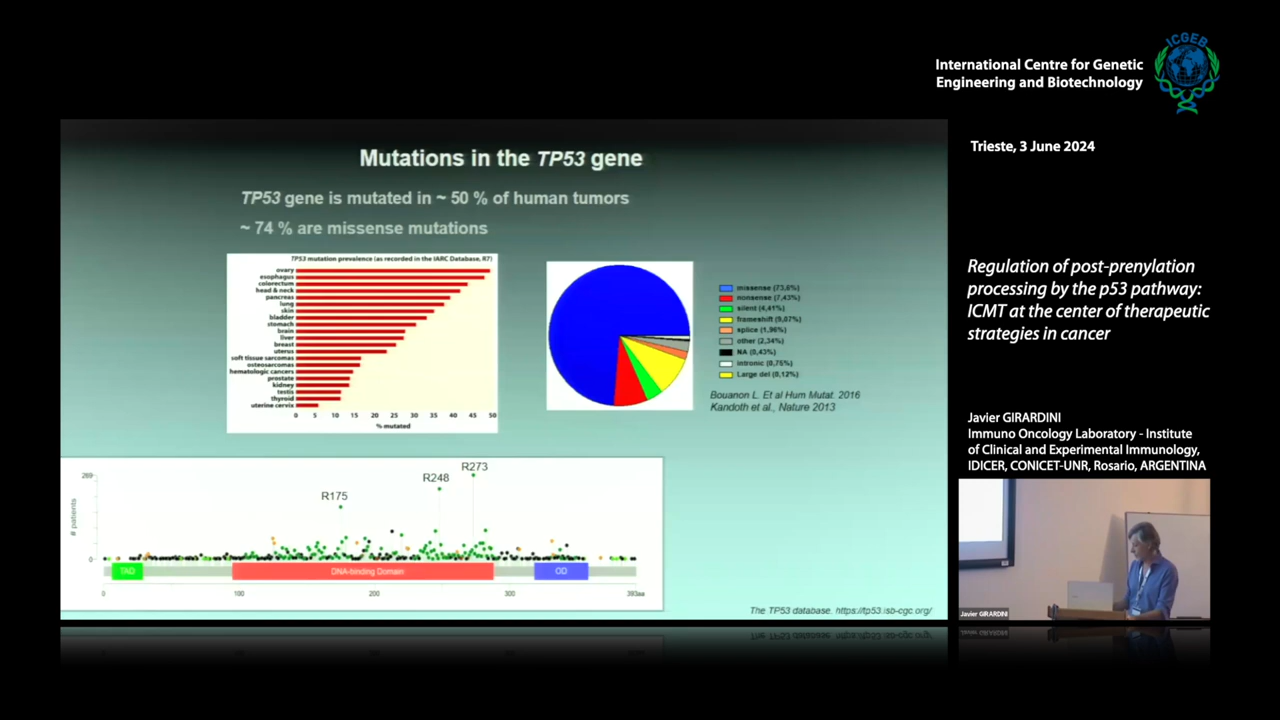 ICGEB
International Centre for Genetic
Engineering and Biotechnology
Trieste, 3 June 2024
Mutations in the TP53 gene
TP53 gene is mutated in ~ 50 % of human tumors
~ 74 % are missense mutations
TP53 mutation prevalence (as recorded in the IARC Database, R7)
ovary
esophagus
colorectum
head & neck
pancreas
lung
skin
bladder
stomach
brain
liver
breast
uterus
soft tissue sarcomas
osteosarcomas
hematologic cancers
prostate
kidney
testis
thyroid
uterine cervix
0 5 10 15 20 25 30 35 40 45 50
% mutated
missense (73,6%)
nonsense (7,43%)
silent (4,41%)
frameshift (9,07%)
splice (1,96%)
other (2,34%)
NA (0,43%)
intronic (0,75%)
Large del (0,12%)
Bouanon L. Et al Hum Mutat. 2016
Kandoth et al., Nature 2013
Regulation of post-prenylation
processing by the p53 pathway:
ICMT at the center of therapeutic
strategies in cancer
Javier GIRARDINI
Immuno Oncology Laboratory - Institute
of Clinical and Experimental Immunology,
IDICER, CONICET-UNR, Rosario, ARGENTINA
269
# patients
0
R175
R248
R273
TAD
DNA-binding Domain
OD
0 100 200 300 393aa
The TP53 database. https://tp53.isb-cgc.org/
Javier GIRARDINI